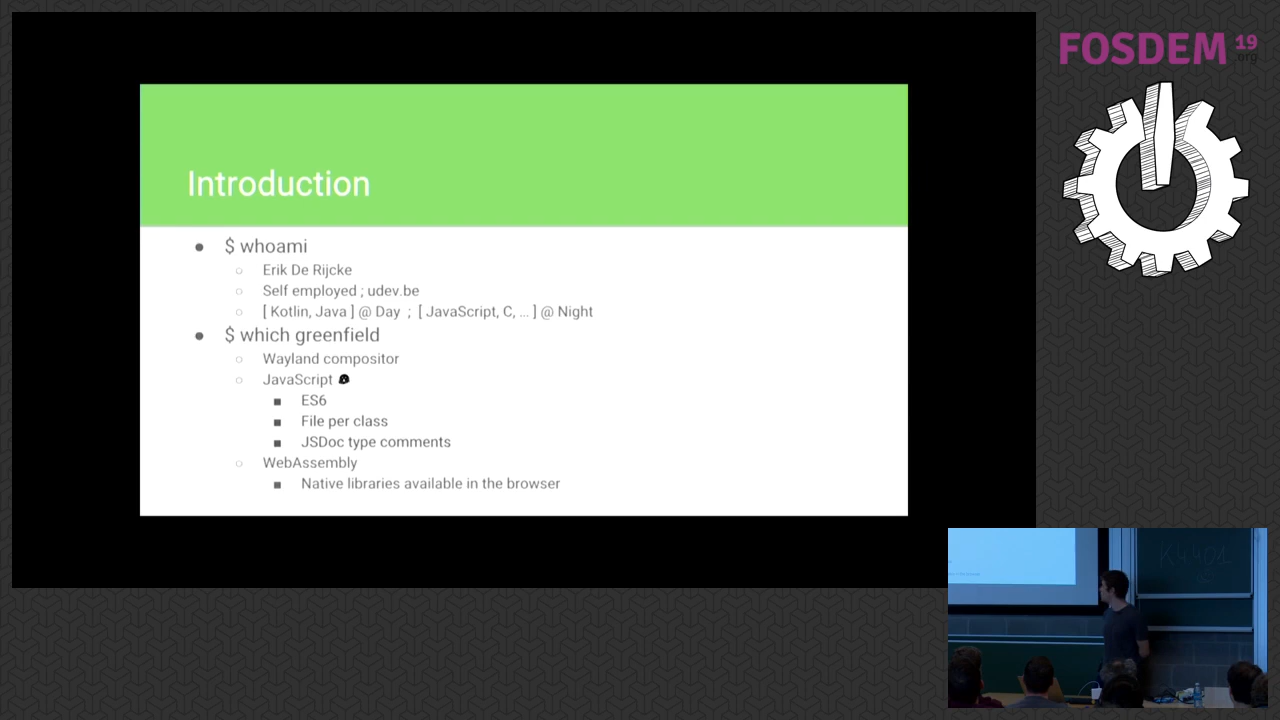 FOSDEM 19
.org
Introduction
$ whoami
Erik De Rijcke
Self employed ; udev.be
[ Kotlin, Java ] @ Day ; [ JavaScript, C, ... ] @ Night
$ which greenfield
Wayland compositor
JavaScript
ES6
File per class
JSDoc type comments
WebAssembly
Native libraries available in the browser